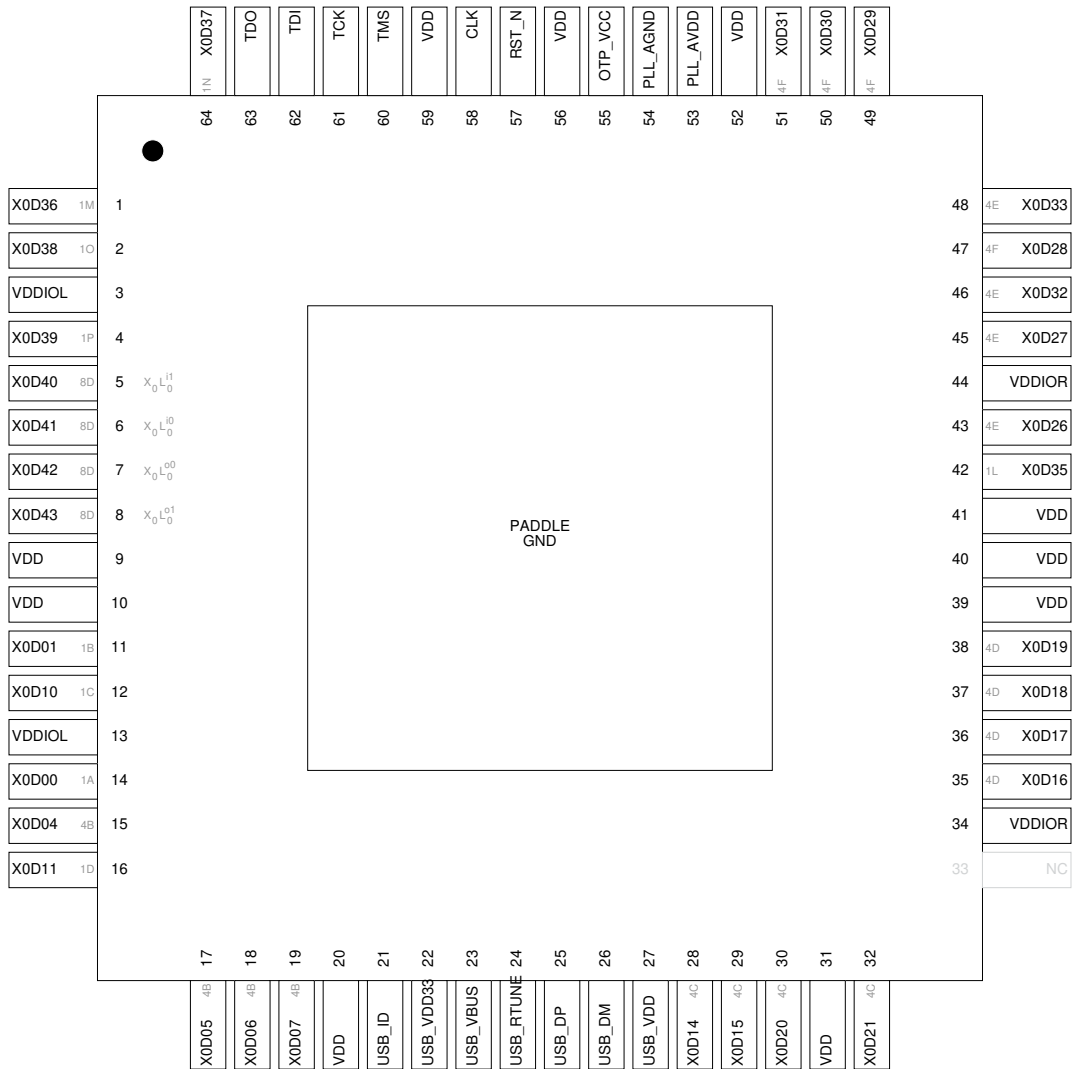 1N X0D37
TDO
TDI
TCK
TMS
VDD
CLK
RST_N
VDD
OTP_VCC
PLL_AGND
PLL_AVDD
VDD
4F X0D31
4F X0D30
4F X0D29
64 63 62 61 60 59 58 57 56 55 54 53 52 51 50 49
X0D36 1M 1
X0D38 1O 2
VDDIOL 3
X0D39 1P 4
X0D40 8D 5 X0L0i1
X0D41 8D 6 X0L0i0
X0D42 8D 7 X0L0o0
X0D43 8D 8 X0L0o1
VDD 9
VDD 10
X0D01 1B 11
X0D10 1C 12
VDDIOL 13
X0D00 1A 14
X0D04 4B 15
X0D11 1D 16
PADDLE
GND
48 4E X0D33
47 4F X0D28
46 4E X0D32
45 4E X0D27
44 VDDIOR
43 4E X0D26
42 1L X0D35
41 VDD
40 VDD
39 VDD
38 4D X0D19
37 4D X0D18
36 4D X0D17
35 4D X0D16
34 VDDIOR
33 NC
17 18 19 20 21 22 23 24 25 26 27 28 29 30 31 32
X0D05 4B
X0D06 4B
X0D07 4B
VDD
USB_ID
USB_VDD33
USB_VBUS
USB_RTUNE
USB_DP
USB_DM
USB_VDD
X0D14 4C
X0D15 4C
X0D20 4C
VDD
X0D21 4C